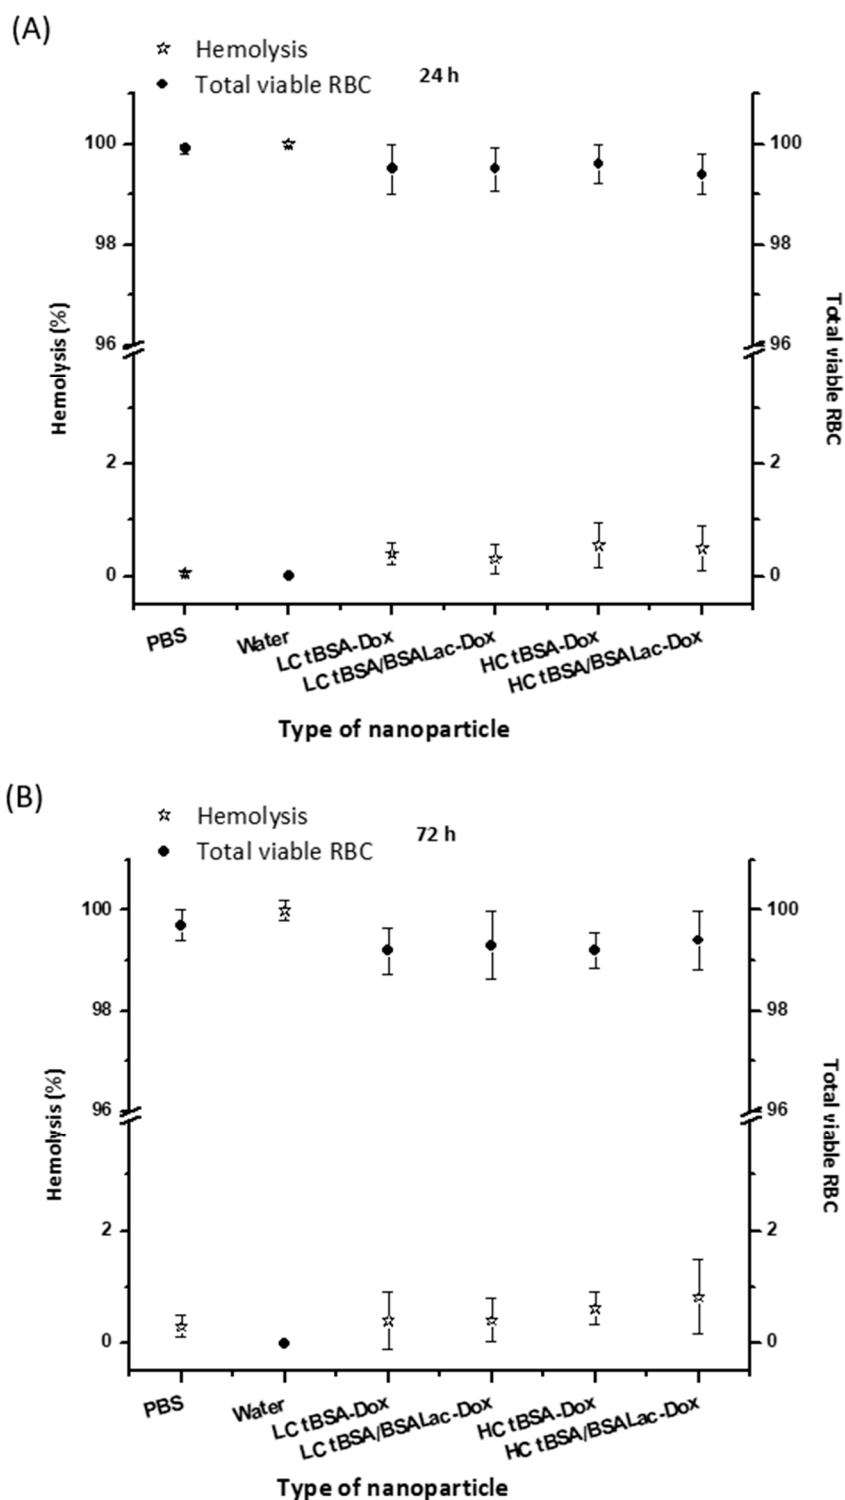 (A)
Hemolysis
Total viable RBC
24 h
100
98
96
2
0
100
98
96
2
0
Hemolysis (%)
Total viable RBC
PBS
Water
LC tBSA-Dox
LC tBSA/BSALac-Dox
HC tBSA-Dox
HC tBSA/BSALac-Dox
Type of nanoparticle
(B)
Hemolysis
Total viable RBC
72 h
100
98
96
2
0
100
98
96
2
0
Hemolysis (%)
Total viable RBC
PBS
Water
LC tBSA-Dox
LC tBSA/BSALac-Dox
HC tBSA-Dox
HC tBSA/BSALac-Dox
Type of nanoparticle